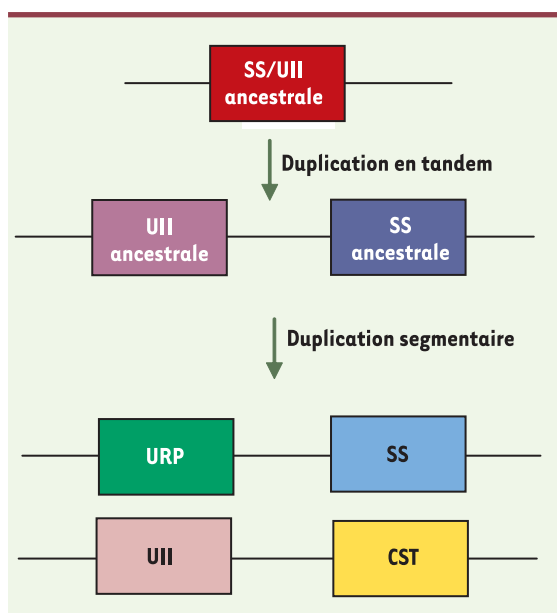 SS/UII
ancestrale
Duplication en tandem
UII
ancestrale
SS
ancestrale
Duplication segmentaire
URP
SS
UII
CST